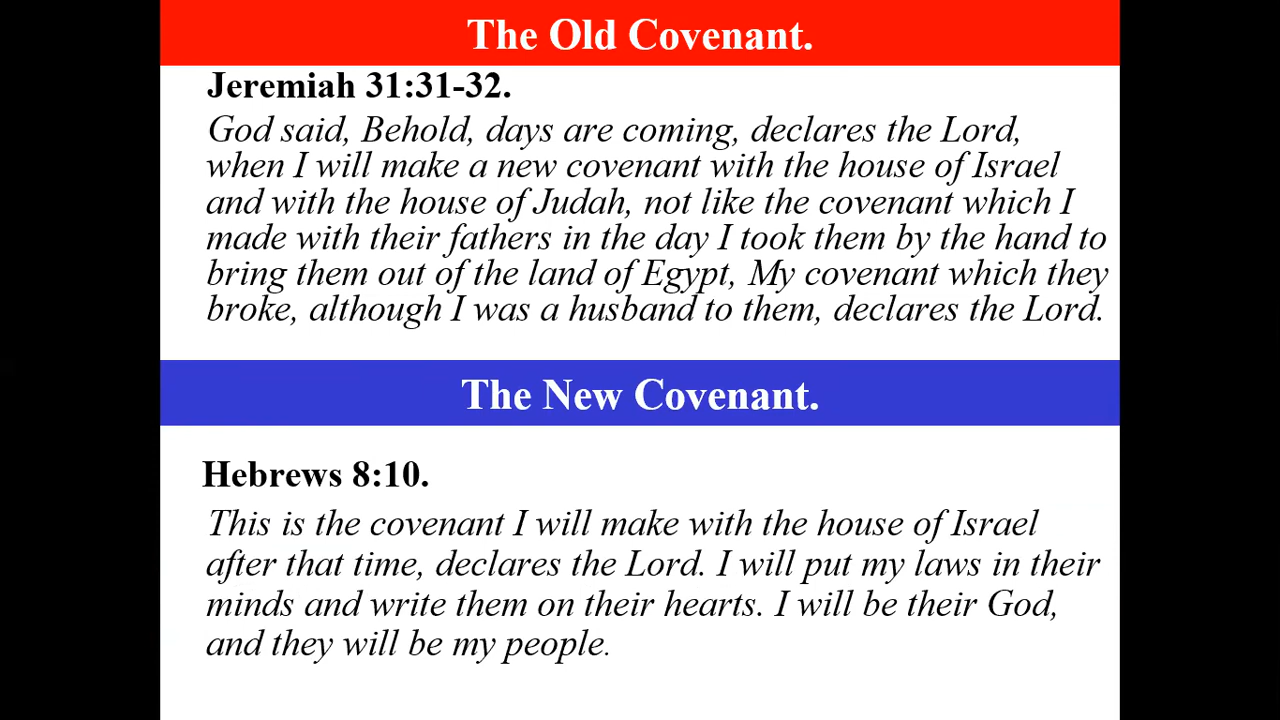 The Old Covenant.
Jeremiah 31:31-32.
God said, Behold, days are coming, declares the Lord,
when I will make a new covenant with the house of Israel
and with the house of Judah, not like the covenant which I
made with their fathers in the day I took them by the hand to
bring them out of the land of Egypt, My covenant which they
broke, although I was a husband to them, declares the Lord.
The New Covenant.
Hebrews 8:10.
This is the covenant I will make with the house of Israel
after that time, declares the Lord. I will put my laws in their
minds and write them on their hearts. I will be their God,
and they will be my people.